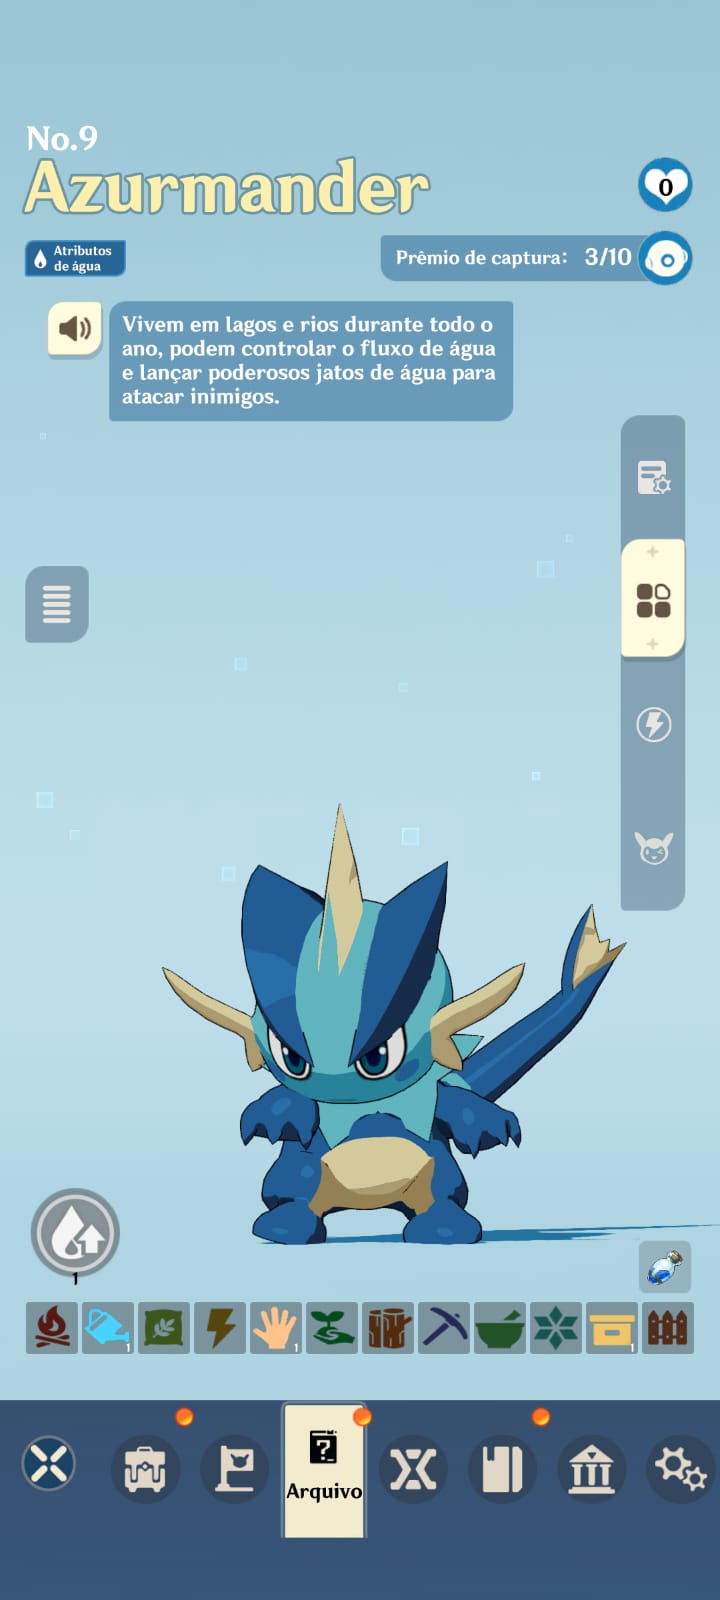 No.9
Azurmander
0
Atributos
de água
Prêmio de captura: 3/10
Vivem em lagos e rios durante todo o
ano, podem controlar o fluxo de água
e lançar poderosos jatos de água para
atacar inimigos.
1
1
1
1
?
Arquivo